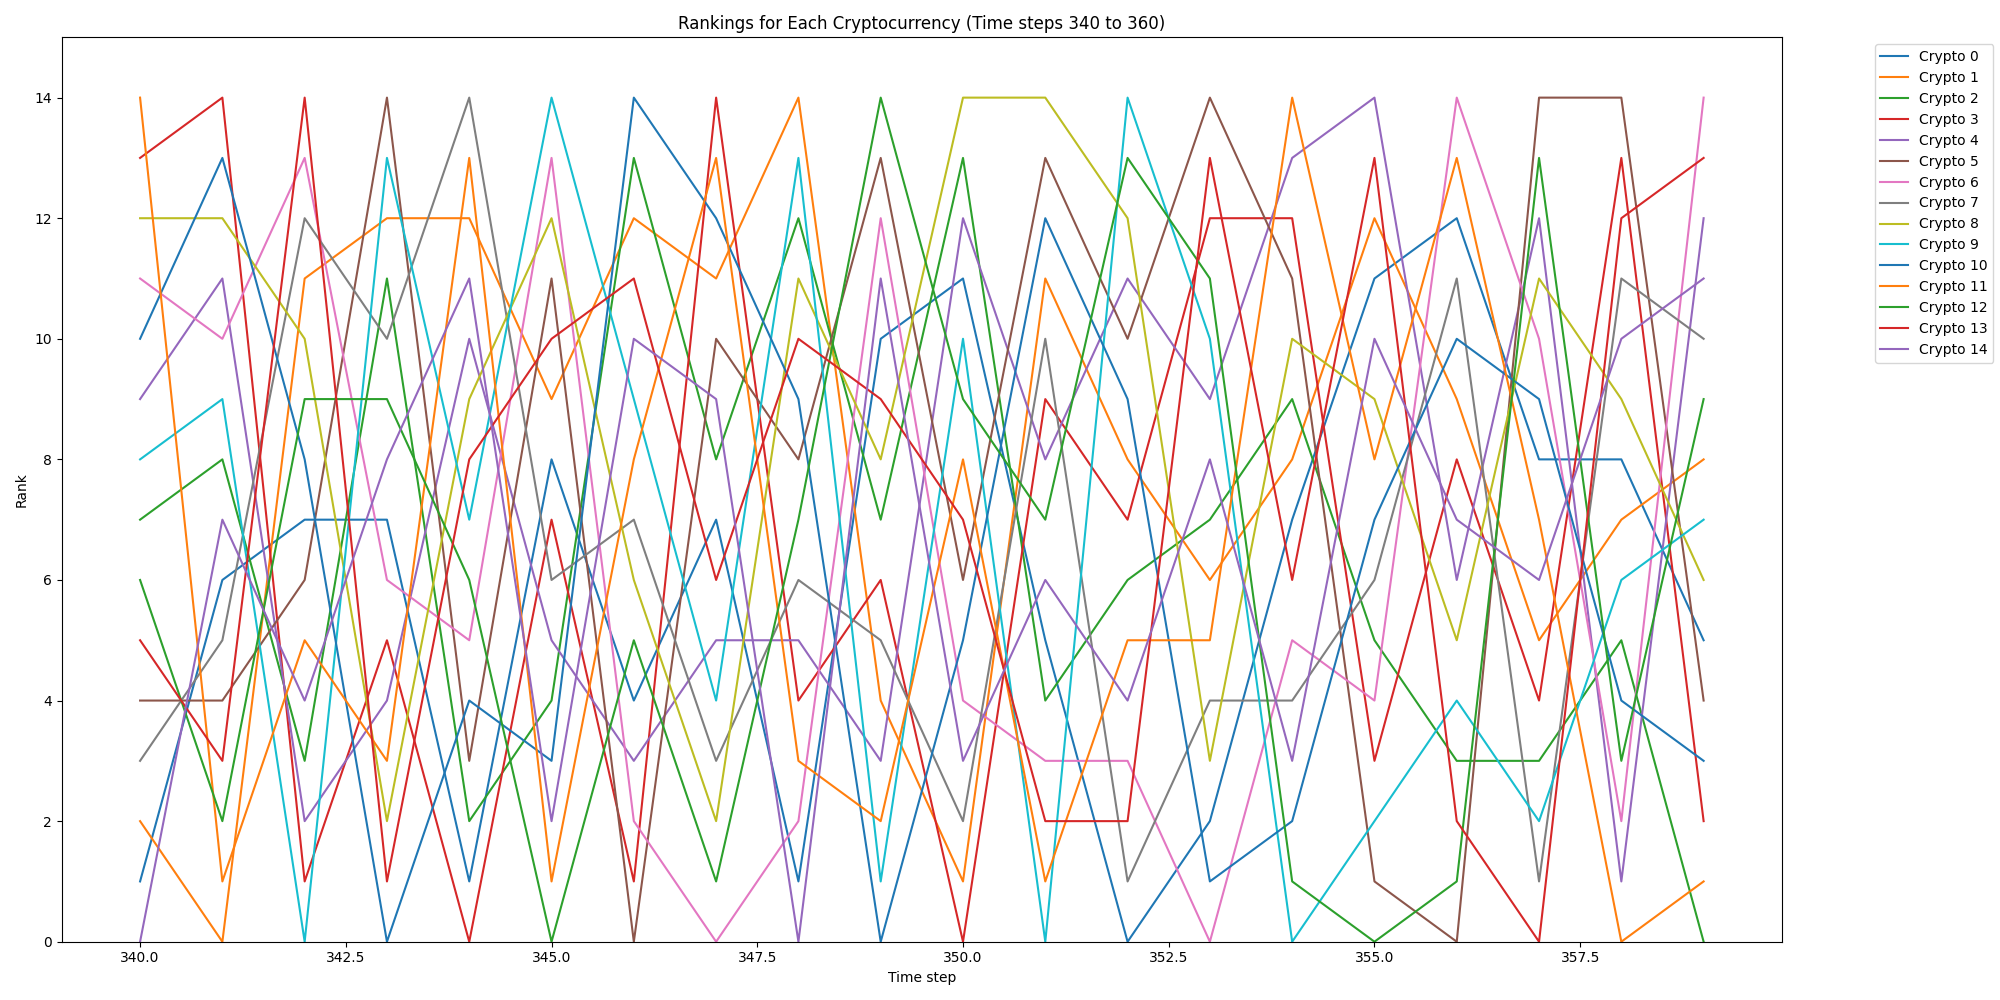 Rankings for Each Cryptocurrency (Time steps 340 to 360)
Rank
14
12
10
8
6
4
2
0
340.0 342.5 345.0 347.5 350.0 352.5 355.0 357.5
Time step
Crypto 0
Crypto 1
Crypto 2
Crypto 3
Crypto 4
Crypto 5
Crypto 6
Crypto 7
Crypto 8
Crypto 9
Crypto 10
Crypto 11
Crypto 12
Crypto 13
Crypto 14